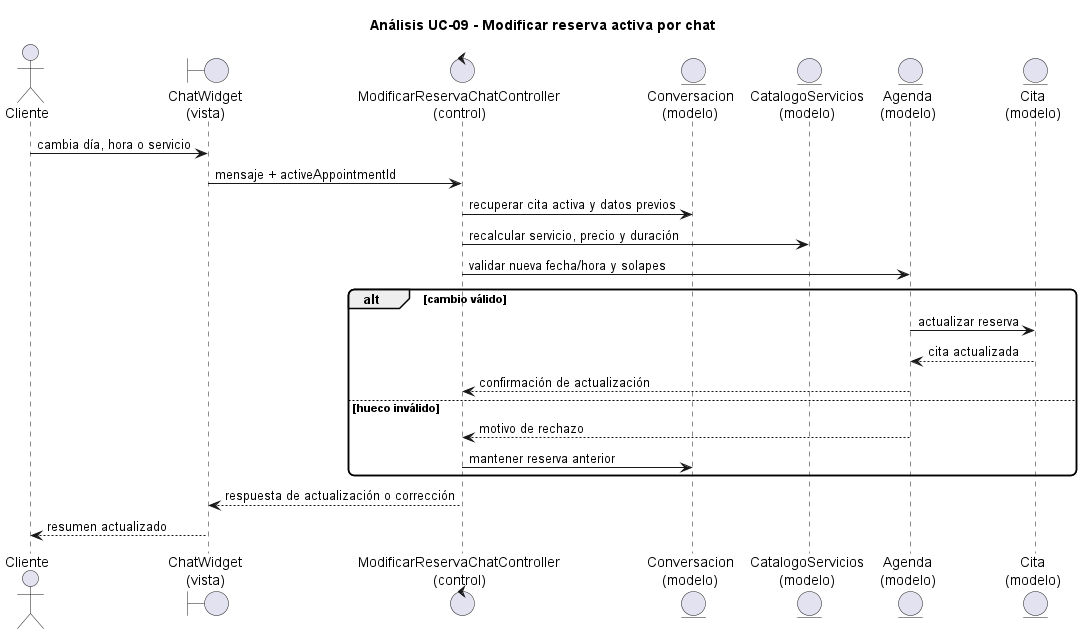 Análisis UC-09 - Modificar reserva activa por chat
Cliente
ChatWidget
(vista)
ModificarReservaChatController
(control)
Conversacion
(modelo)
CatalogoServicios
(modelo)
Agenda
(modelo)
Cita
(modelo)
cambia día, hora o servicio
mensaje + activeAppointmentId
recuperar cita activa y datos previos
recalcular servicio, precio y duración
validar nueva fecha/hora y solapes
alt
[cambio válido]
actualizar reserva
cita actualizada
confirmación de actualización
[hueco inválido]
motivo de rechazo
mantener reserva anterior
respuesta de actualización o corrección
resumen actualizado
Cliente
ChatWidget
(vista)
ModificarReservaChatController
(control)
Conversacion
(modelo)
CatalogoServicios
(modelo)
Agenda
(modelo)
Cita
(modelo)